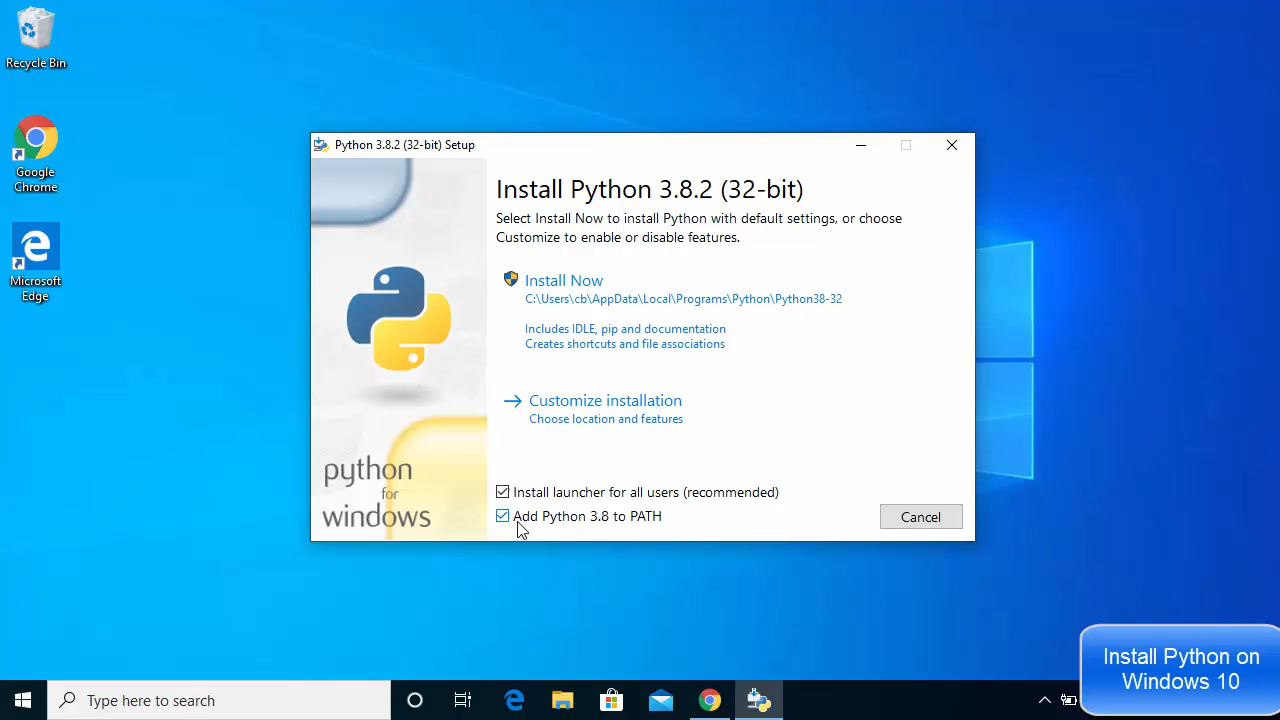 Recycle Bin
Google
Chrome
Microsoft
Edge
Python 3.8.2 (32-bit) Setup
Install Python 3.8.2 (32-bit)
Select Install Now to install Python with default settings, or choose
Customize to enable or disable features.
Install Now
C:\Users\cb\AppData\Local\Programs\Python\Python38-32
Includes IDLE, pip and documentation
Creates shortcuts and file associations
Customize installation
Choose location and features
python
for
windows
Install launcher for all users (recommended)
Add Python 3.8 to PATH
Cancel
Install Python on
Windows 10
Type here to search